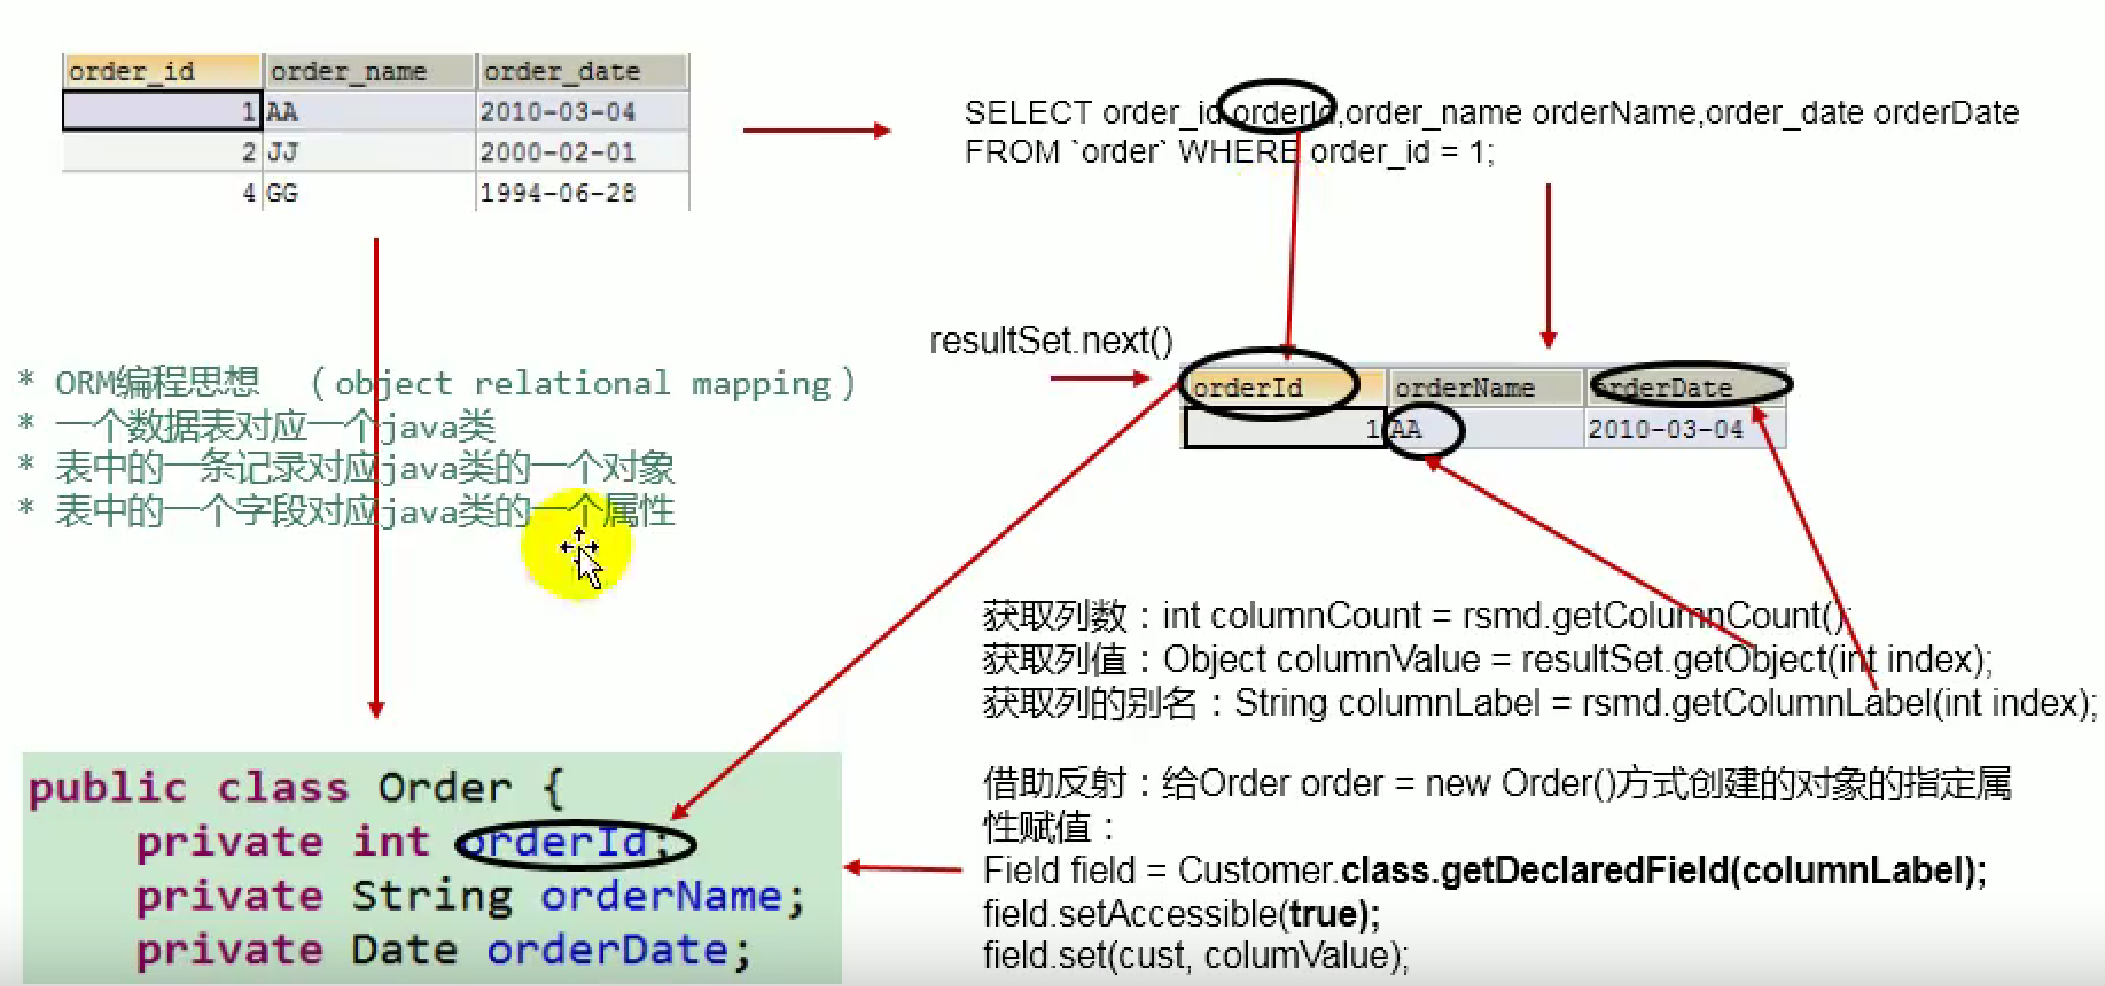 order_id order_name order_date
1 AA 2010-03-04
2 JJ 2000-02-01
4 GG 1994-06-28
SELECT order_id orderId,order_name orderName,order_date orderDate
FROM `order` WHERE order_id = 1;
resultSet.next()
orderId orderName orderDate
1 AA 2010-03-04
* ORM编程思想 （object relational mapping）
* 一个数据表对应一个java类
* 表中的一条记录对应java类的一个对象
* 表中的一个字段对应java类的一个属性
获取列数：int columnCount = rsmd.getColumnCount();
获取列值：Object columnValue = resultSet.getObject(int index);
获取列的别名：String columnLabel = rsmd.getColumnLabel(int index);
借助反射：给Order order = new Order()方式创建的对象的指定属
性赋值：
Field field = Customer.class.getDeclaredField(columnLabel);
field.setAccessible(true);
field.set(cust, columValue);
public class Order {
private int orderId;
private String orderName;
private Date orderDate;